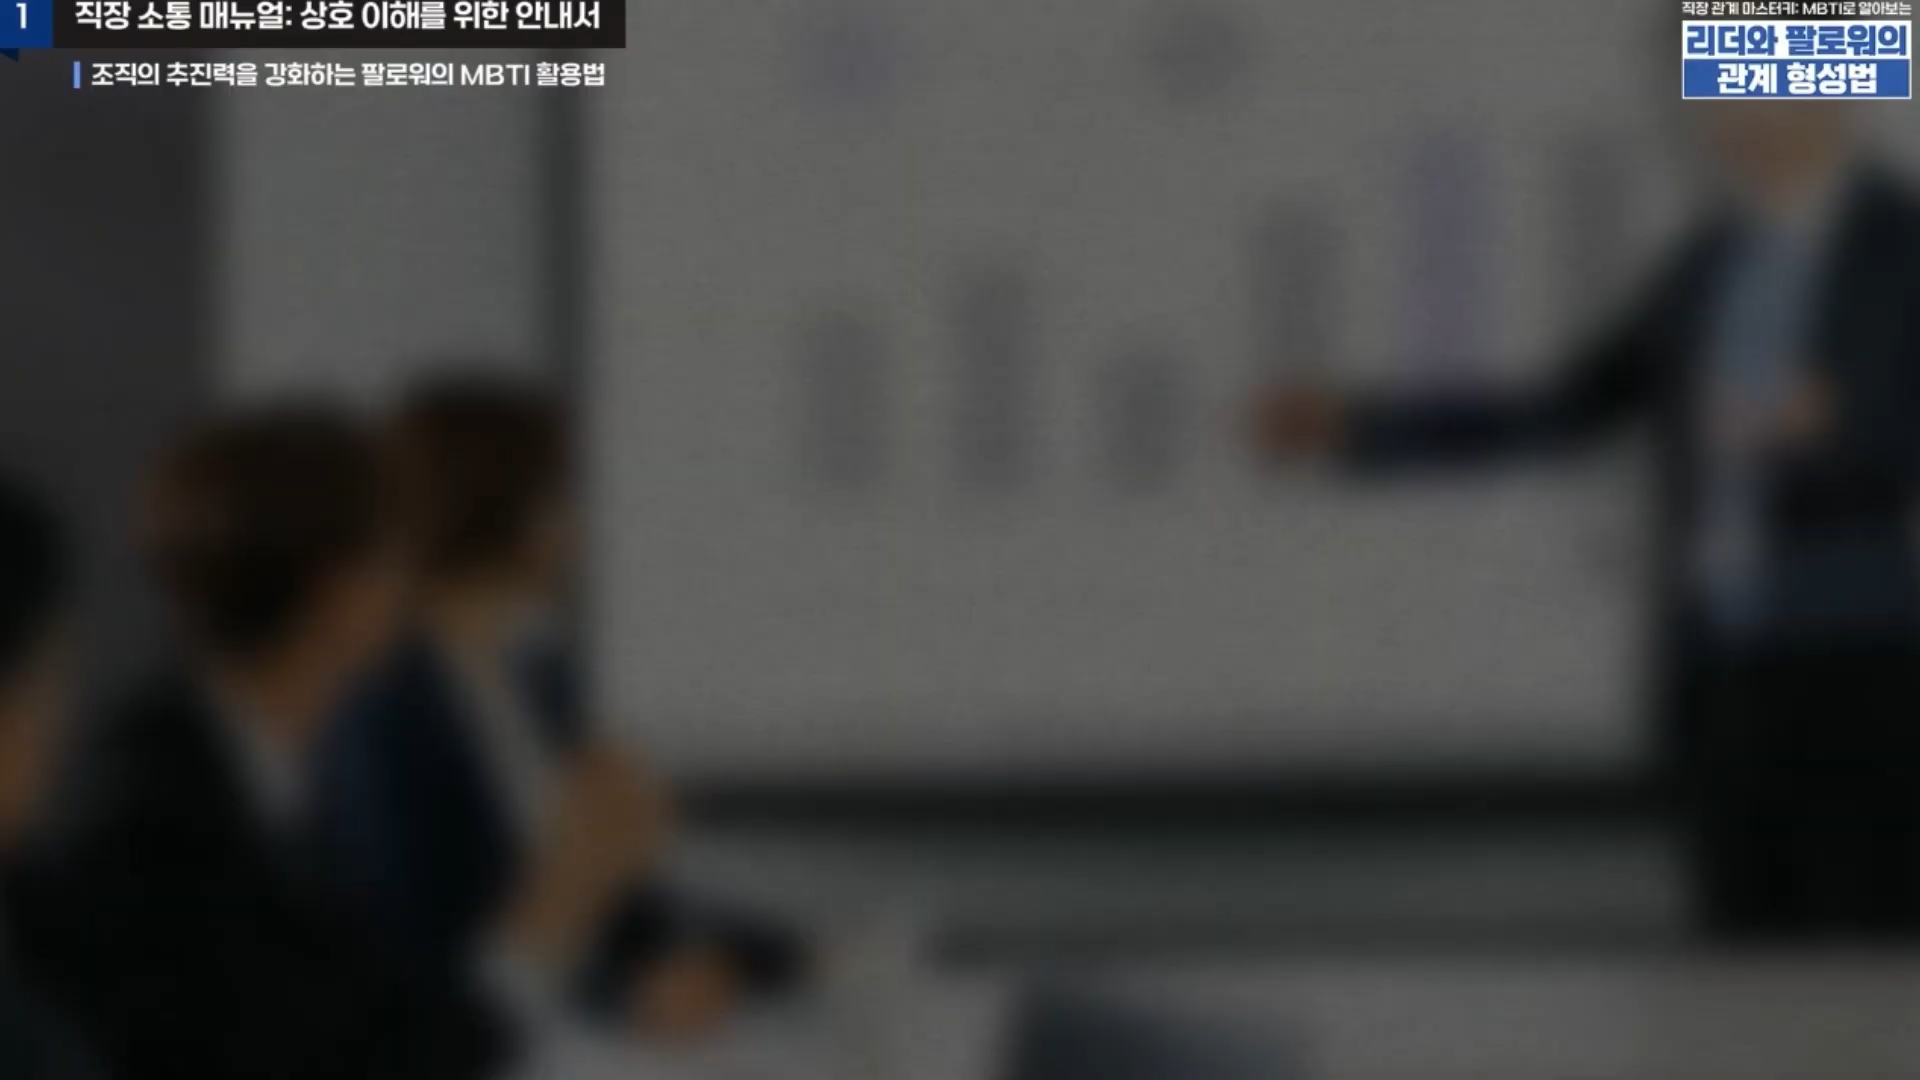 1
직장 소통 매뉴얼: 상호 이해를 위한 안내서
조직의 추진력을 강화하는 팔로워의 MBTI 활용법
직장 관계 마스터키: MBTI로 알아보는
리더와 팔로워의
관계 형성법